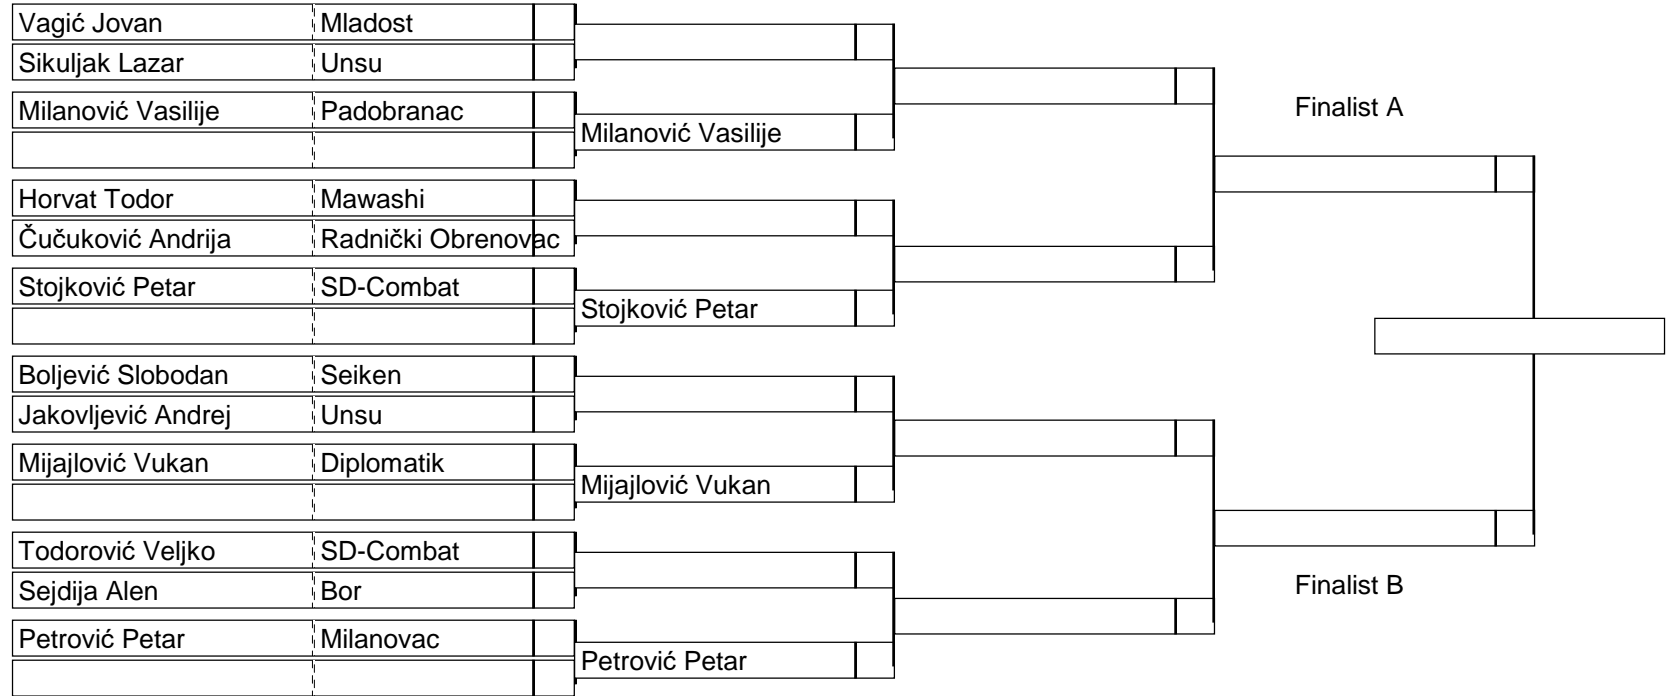 Vagić Jovan Mladost
Sikuljak Lazar Unsu
Milanović Vasilije Padobranac
Milanović Vasilije
Horvat Todor Mawashi
Čučuković Andrija Radnički Obrenovac
Stojković Petar SD-Combat
Stojković Petar
Boljević Slobodan Seiken
Jakovljević Andrej Unsu
Mijajlović Vukan Diplomatik
Mijajlović Vukan
Todorović Veljko SD-Combat
Sejdija Alen Bor
Petrović Petar Milanovac
Petrović Petar
Finalist A
Finalist B